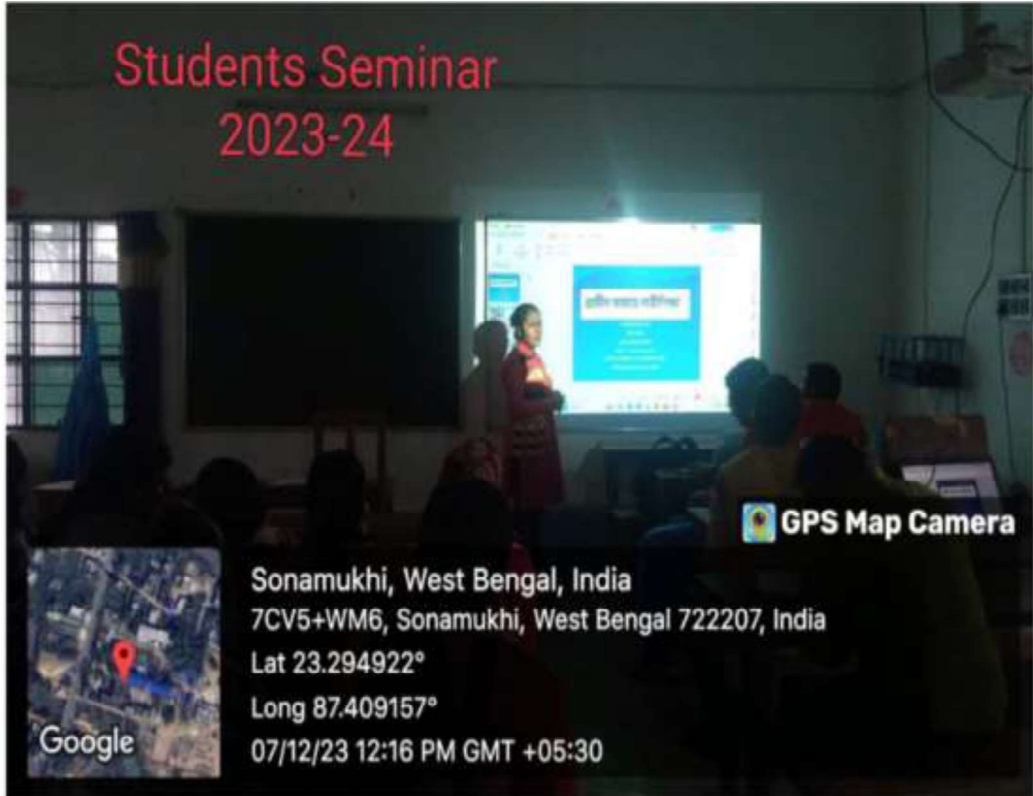 Students Seminar
2023-24
GPS Map Camera
Sonamukhi, West Bengal, India
7CV5+WM6, Sonamukhi, West Bengal 722207, India
Lat 23.294922°
Long 87.409157°
07/12/23 12:16 PM GMT +05:30
Google